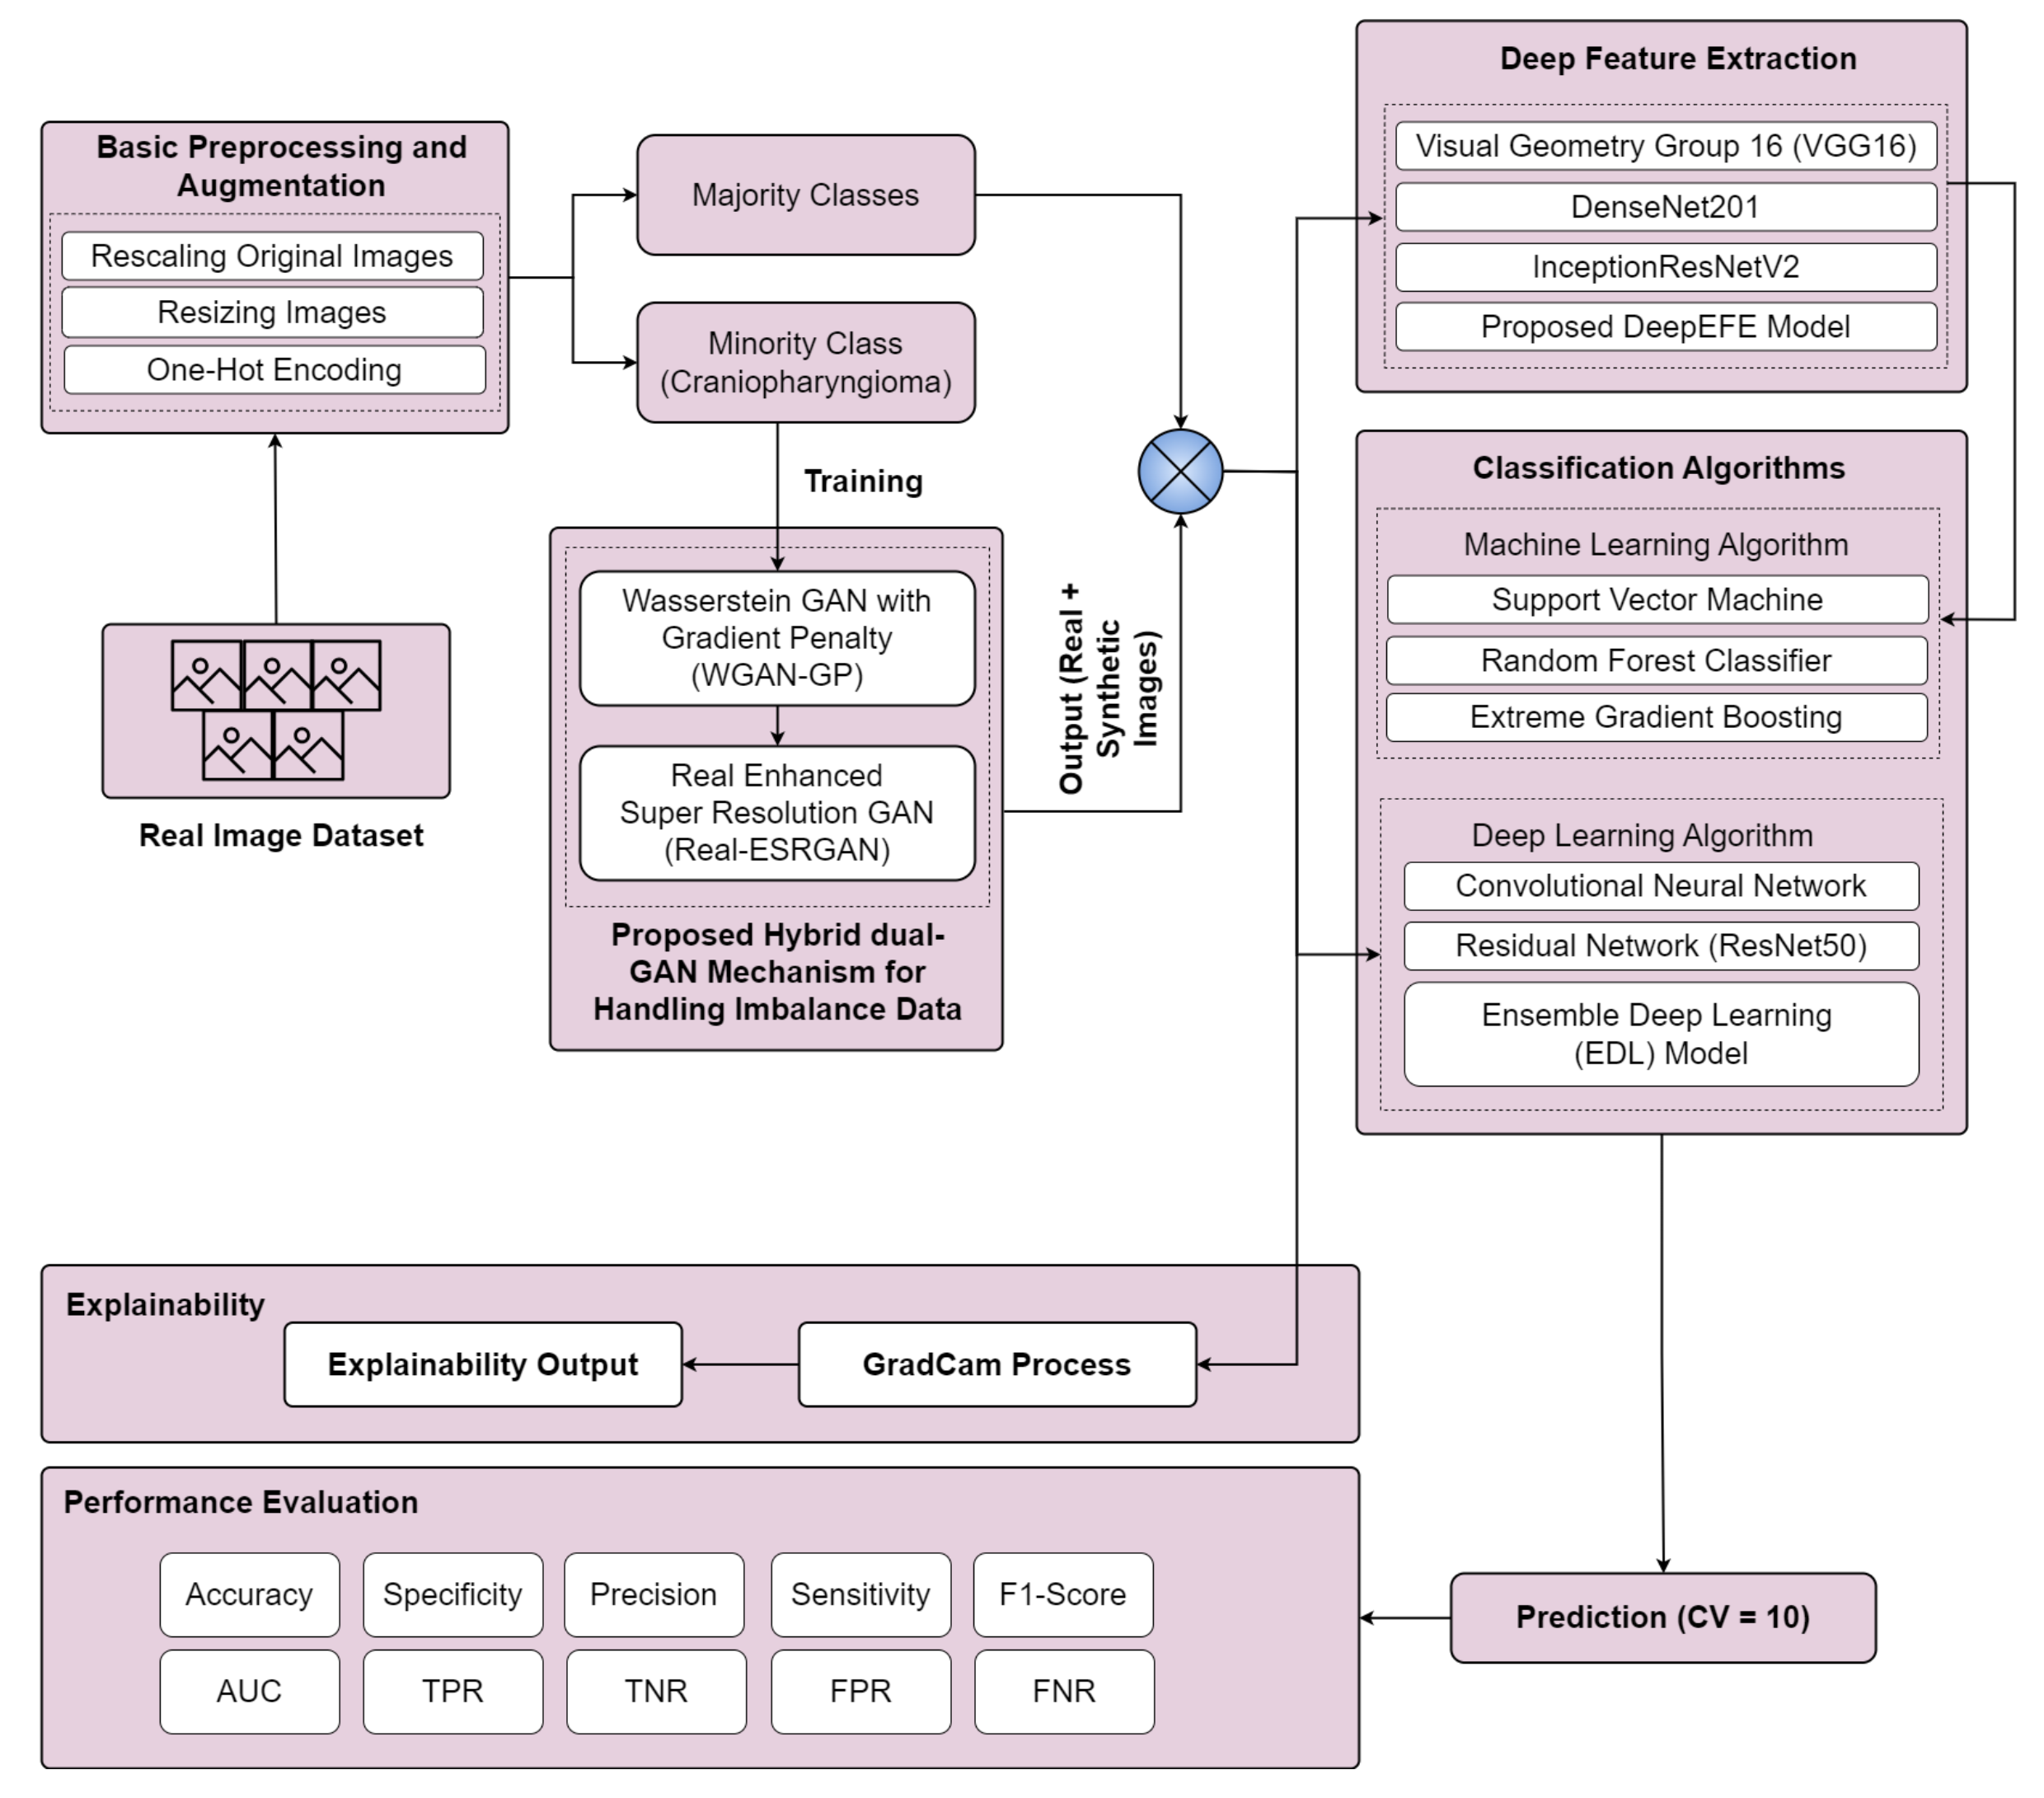 Basic Preprocessing and
Augmentation
Rescaling Original Images
Resizing Images
One-Hot Encoding
Real Image Dataset
Majority Classes
Minority Class
(Craniopharyngioma)
Training
Wasserstein GAN with
Gradient Penalty
(WGAN-GP)
Real Enhanced
Super Resolution GAN
(Real-ESRGAN)
Proposed Hybrid dual-
GAN Mechanism for
Handling Imbalance Data
Output (Real +
Synthetic
Images)
Deep Feature Extraction
Visual Geometry Group 16 (VGG16)
DenseNet201
InceptionResNetV2
Proposed DeepEFE Model
Classification Algorithms
Machine Learning Algorithm
Support Vector Machine
Random Forest Classifier
Extreme Gradient Boosting
Deep Learning Algorithm
Convolutional Neural Network
Residual Network (ResNet50)
Ensemble Deep Learning
(EDL) Model
Explainability
Explainability Output
GradCam Process
Performance Evaluation
Accuracy
Specificity
Precision
Sensitivity
F1-Score
AUC
TPR
TNR
FPR
FNR
Prediction (CV = 10)